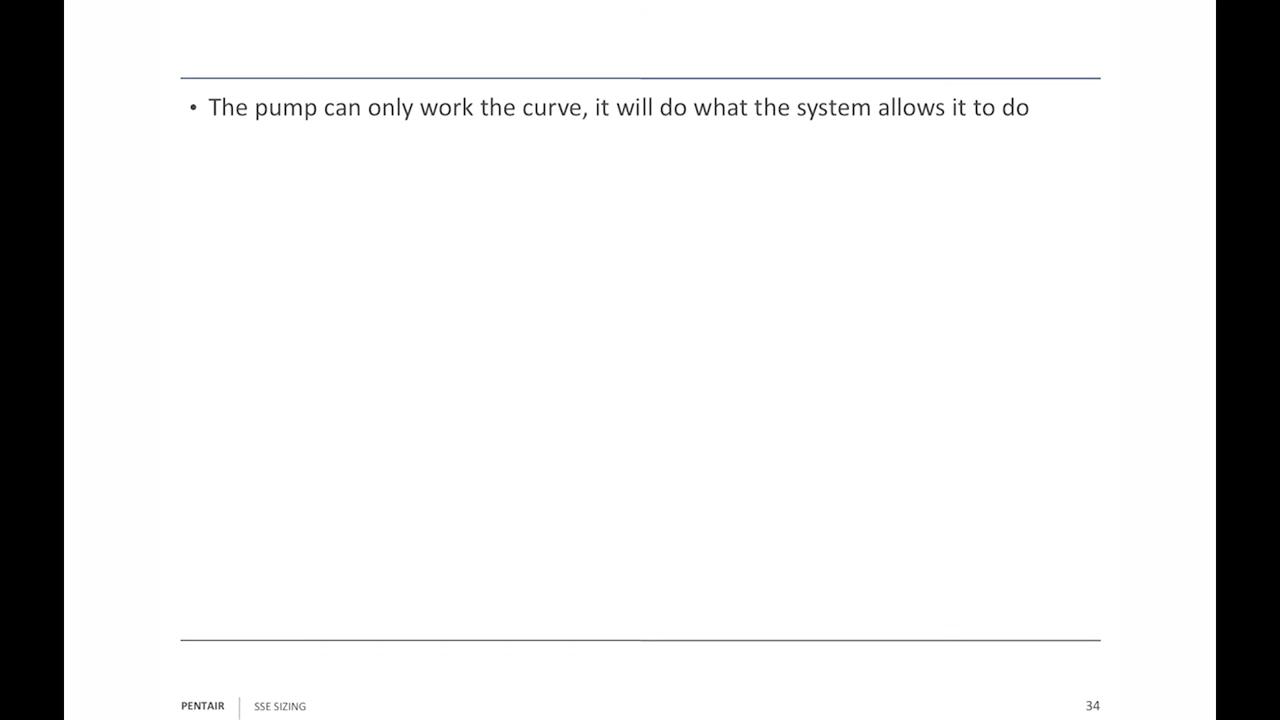 • The pump can only work the curve, it will do what the system allows it to do
PENTAIR
SSE SIZING
34